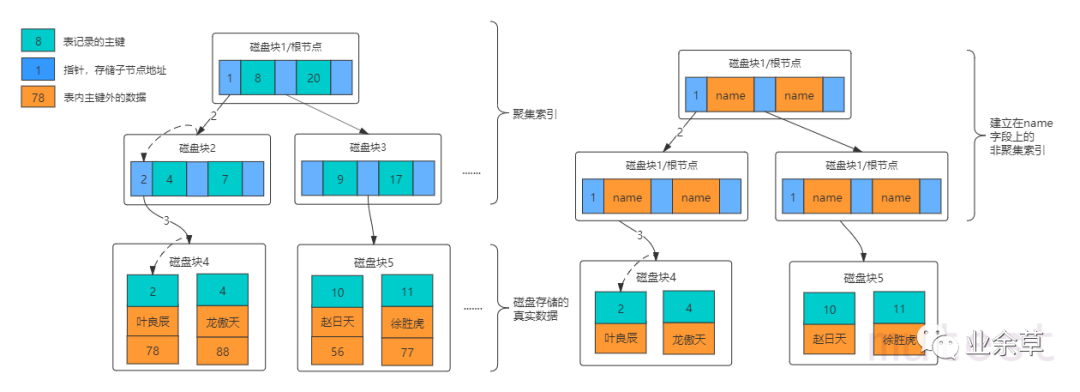 8
表记录的主键
1
指针，存储子节点地址
78
表内主键外的数据
磁盘块1/根节点
1
8
20
2
磁盘块2
2
4
7
磁盘块3
9
17
.......
聚集索引
3
磁盘块4
2
4
叶良辰
龙傲天
78
88
磁盘块5
10
11
赵日天
徐胜虎
56
77
.......
磁盘存储的
真实数据
磁盘块1/根节点
1
name
name
2
磁盘块1/根节点
1
name
name
磁盘块1/根节点
1
name
name
建立在name
字段上的
非聚集索引
3
磁盘块4
2
4
叶良辰
龙傲天
磁盘块5
10
11
赵日天
徐胜虎
业余草